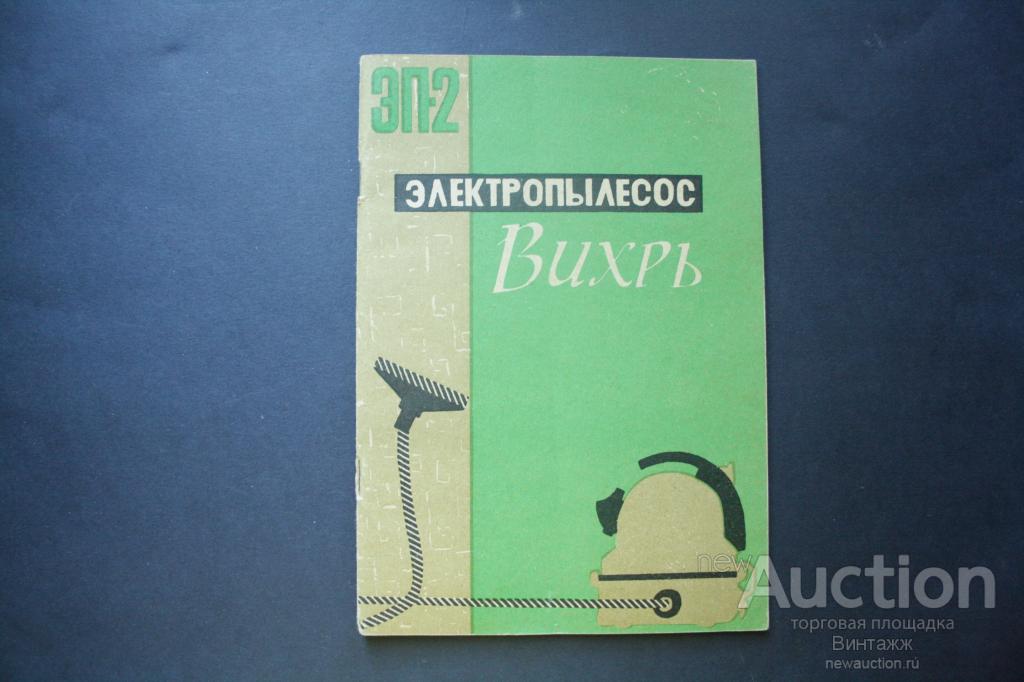 ЭП-2
ЭЛЕКТРОПЫЛЕСОС
Вихрь
newAuction
торговая площадка
Винтажж
newauction.ru